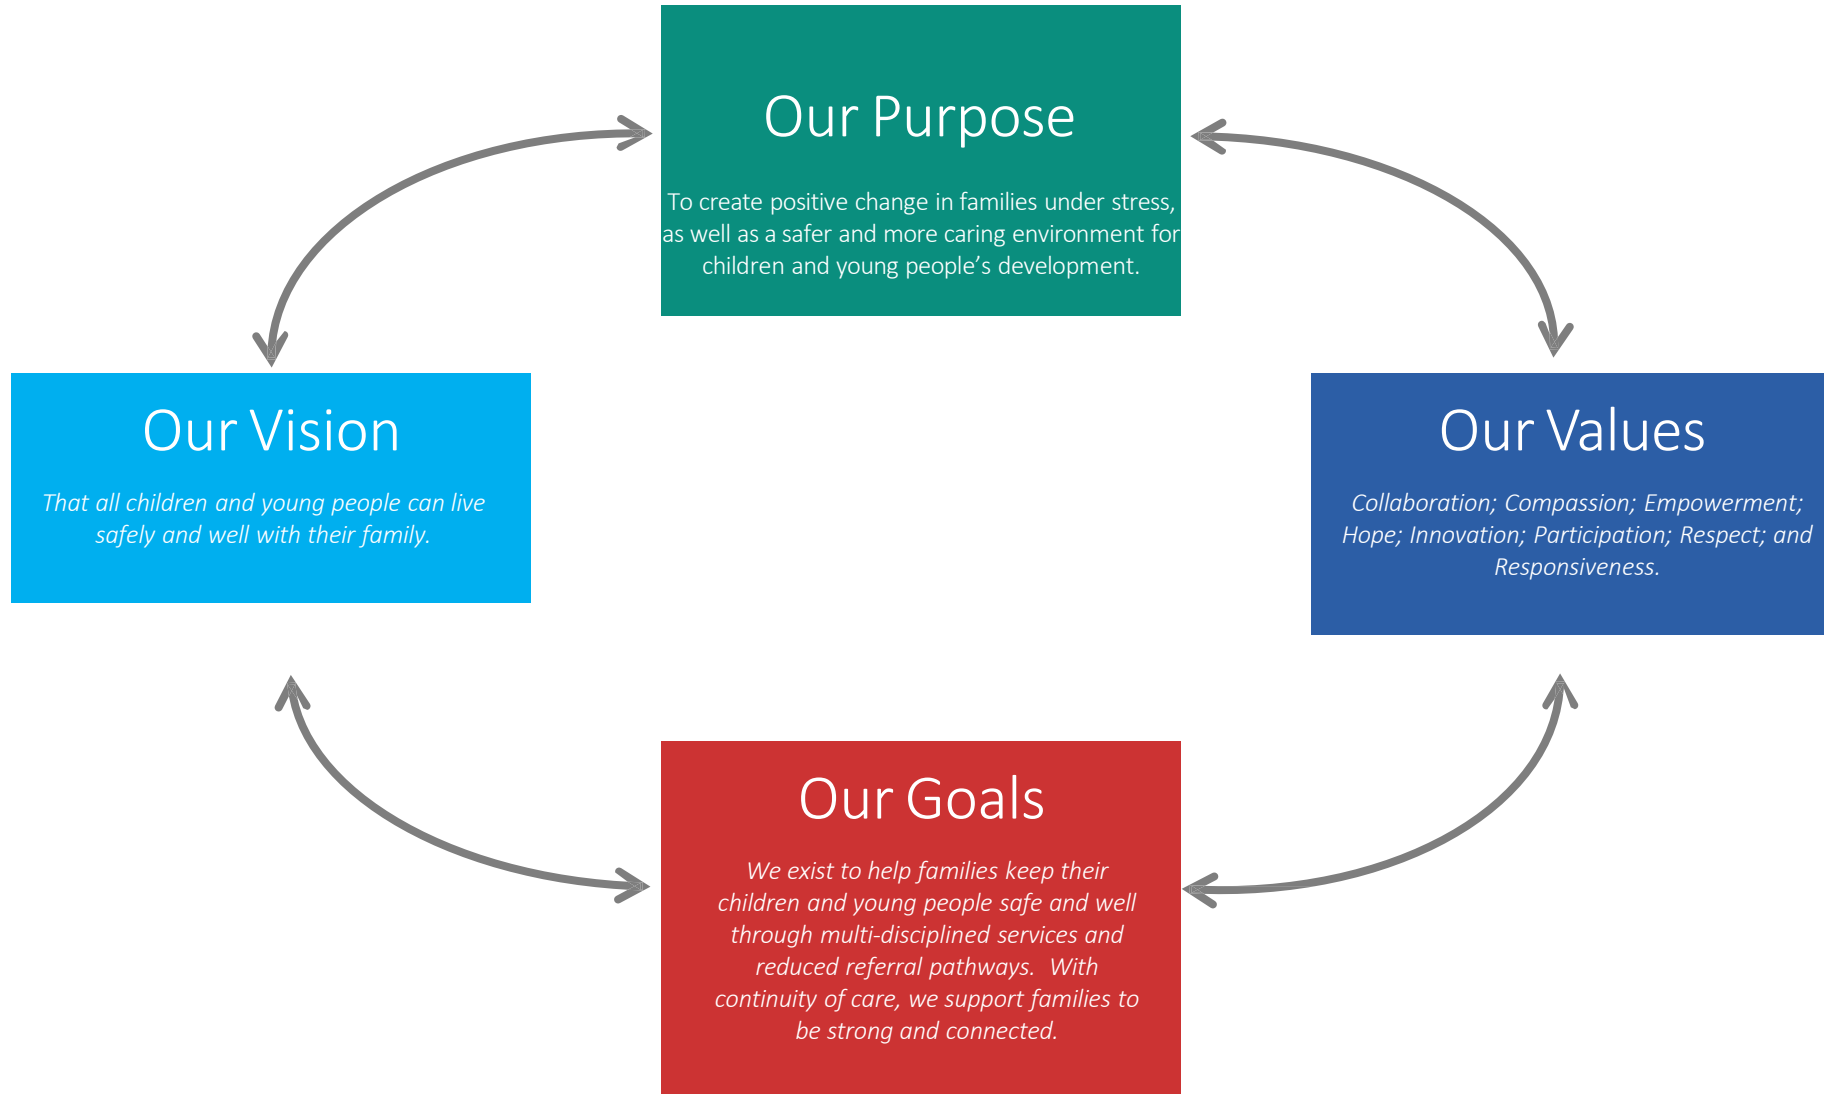 Our Purpose
To create positive change in families under stress,
as well as a safer and more caring environment for
children and young people’s development.
Our Vision
That all children and young people can live
safely and well with their family.
Our Values
Collaboration; Compassion; Empowerment;
Hope; Innovation; Participation; Respect; and
Responsiveness.
Our Goals
We exist to help families keep their
children and young people safe and well
through multi-disciplined services and
reduced referral pathways.  With
continuity of care, we support families to
be strong and connected.